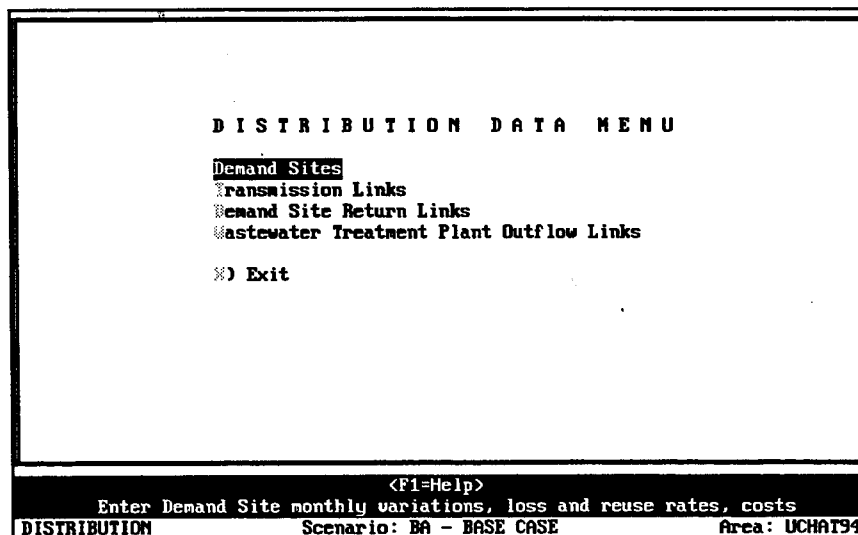 DISTRIBUTION DATA MENU
Demand Sites
Transmission Links
Demand Site Return Links
Wastewater Treatment Plant Outflow Links
X) Exit
<F1=Help>
Enter Demand Site monthly variations, loss and reuse rates, costs
DISTRIBUTION Scenario: BA - BASE CASE Area: UCHAT94